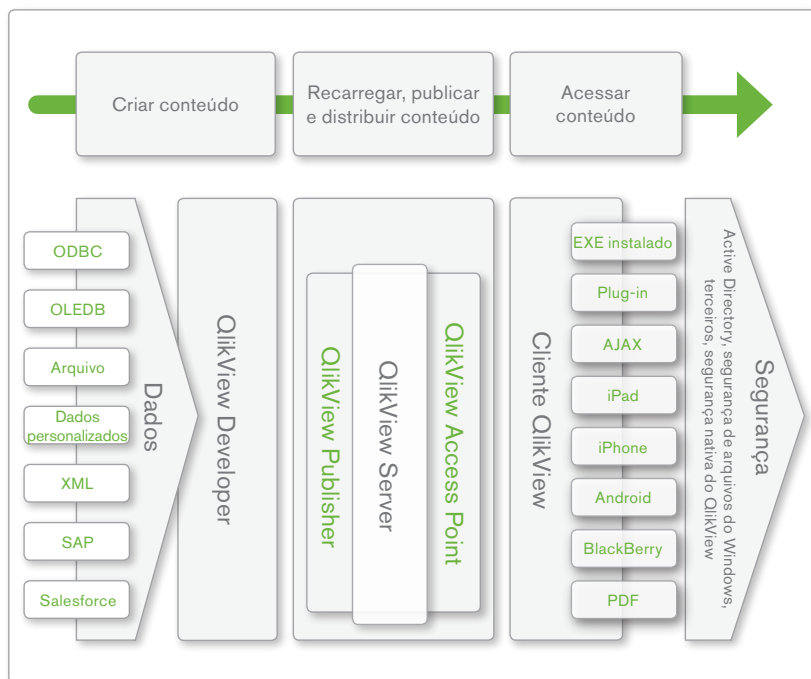 Criar conteúdo
Recarregar, publicar
e distribuir conteúdo
Acessar
conteúdo
ODBC
OLEDB
Arquivo
Dados
personalizados
XML
SAP
Salesforce
Dados
QlikView Developer
QlikView Publisher
QlikView Server
QlikView Access Point
Cliente QlikView
EXE instalado
Plug-in
AJAX
iPad
iPhone
Android
BlackBerry
PDF
Segurança
Active Directory, segurança de arquivos do Windows,
terceiros, segurança nativa do QlikView